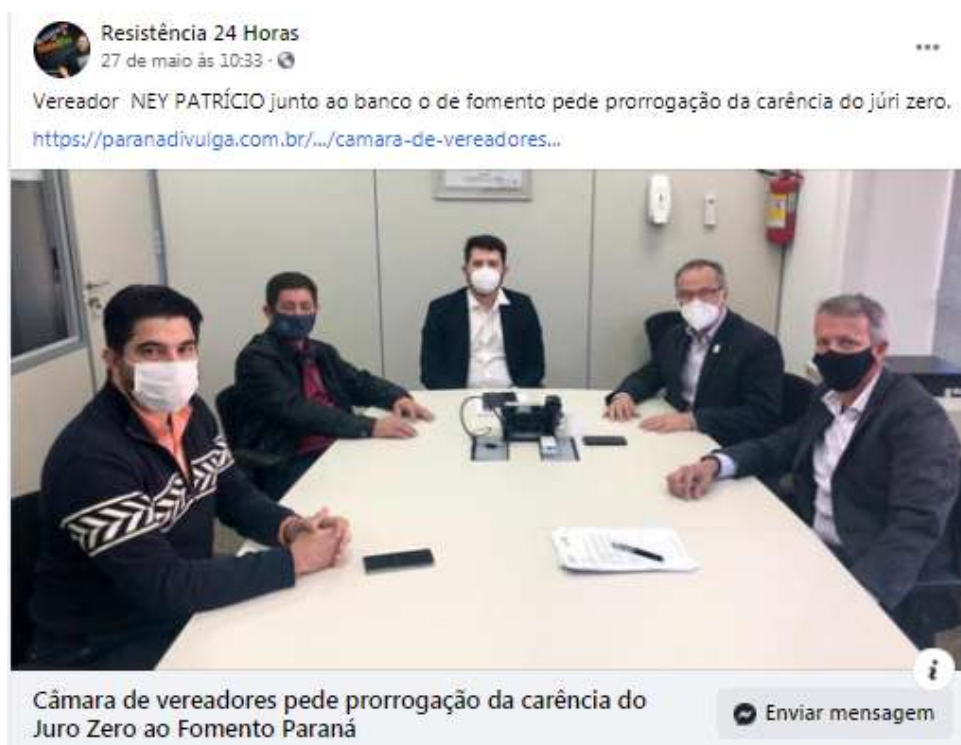 Resistência 24 Horas
27 de maio às 10:33 ·
Vereador NEY PATRÍCIO junto ao banco o de fomento pede prorrogação da carência do júri zero.
https://paranadivulga.com.br/.../camara-de-vereadores...
Câmara de vereadores pede prorrogação da carência do
Juro Zero ao Fomento Paraná
Enviar mensagem